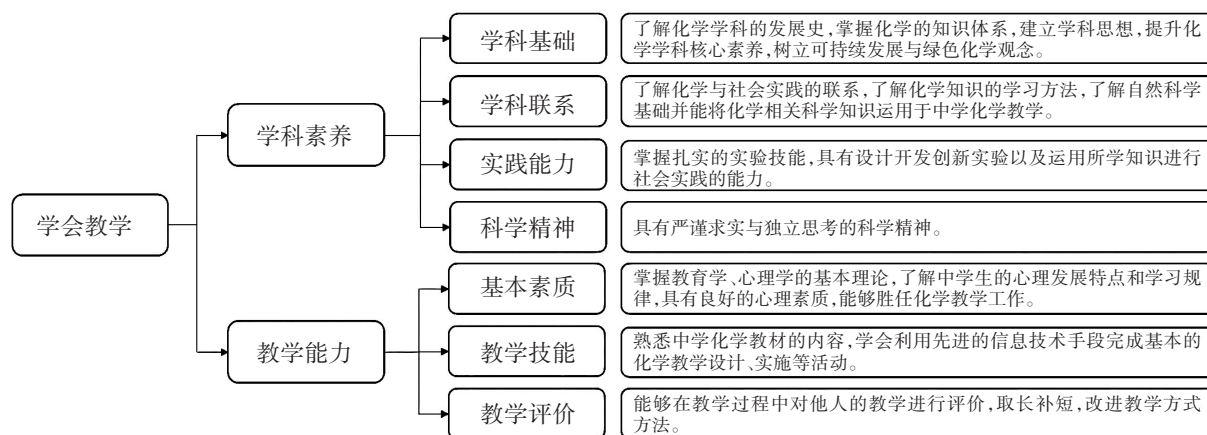 学会教学
学科素养
学科基础
了解化学学科的发展史,掌握化学的知识体系,建立学科思想,提升化
学学科核心素养,树立可持续发展与绿色化学观念。
学科联系
了解化学与社会实践的联系,了解化学知识的学习方法,了解自然科学
基础并能将化学相关科学知识运用于中学化学教学。
实践能力
掌握扎实的实验技能,具有设计开发创新实验以及运用所学知识进行
社会实践的能力。
科学精神
具有严谨求实与独立思考的科学精神。
教学能力
基本素质
掌握教育学、心理学的基本理论,了解中学生的心理发展特点和学习规
律,具有良好的心理素质,能够胜任化学教学工作。
教学技能
熟悉中学化学教材的内容,学会利用先进的信息技术手段完成基本的
化学教学设计、实施等活动。
教学评价
能够在教学过程中对他人的教学进行评价,取长补短,改进教学方式
方法。